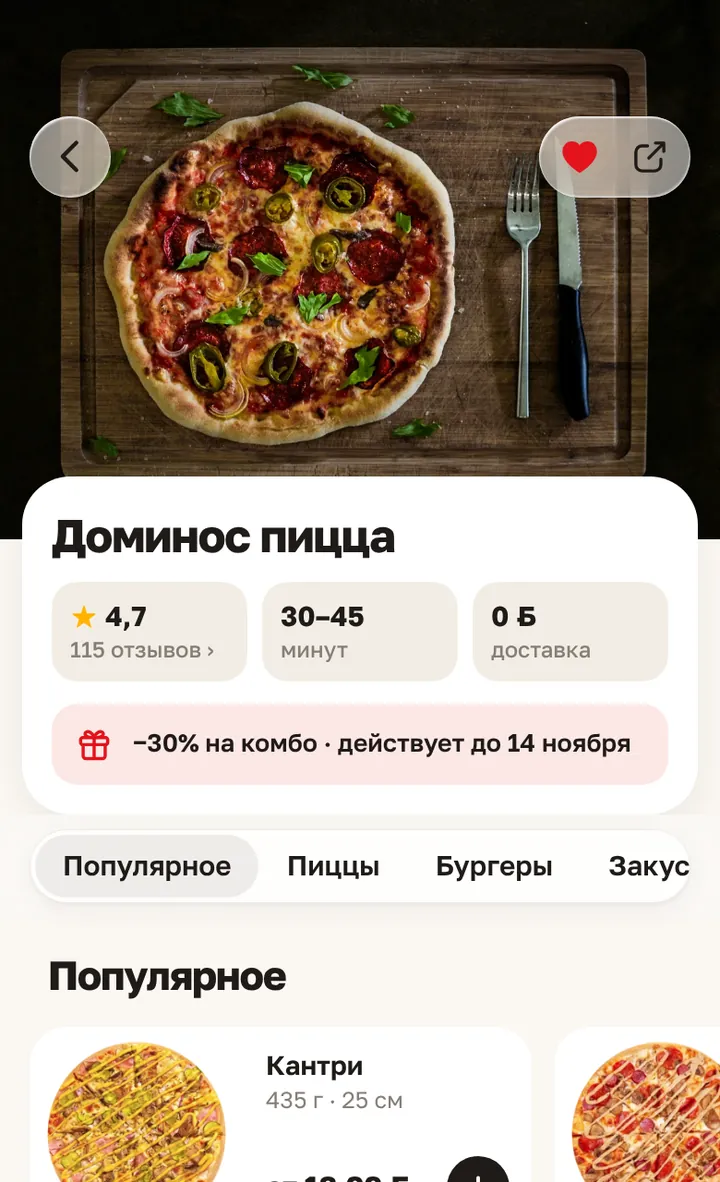 Доминос пицца
4,7
30–45
0 Б
115 отзывов ›
минут
доставка
−30% на комбо · действует до 14 ноября
Популярное Пиццы Бургеры Закус
Популярное
Кантри
435 г · 25 см